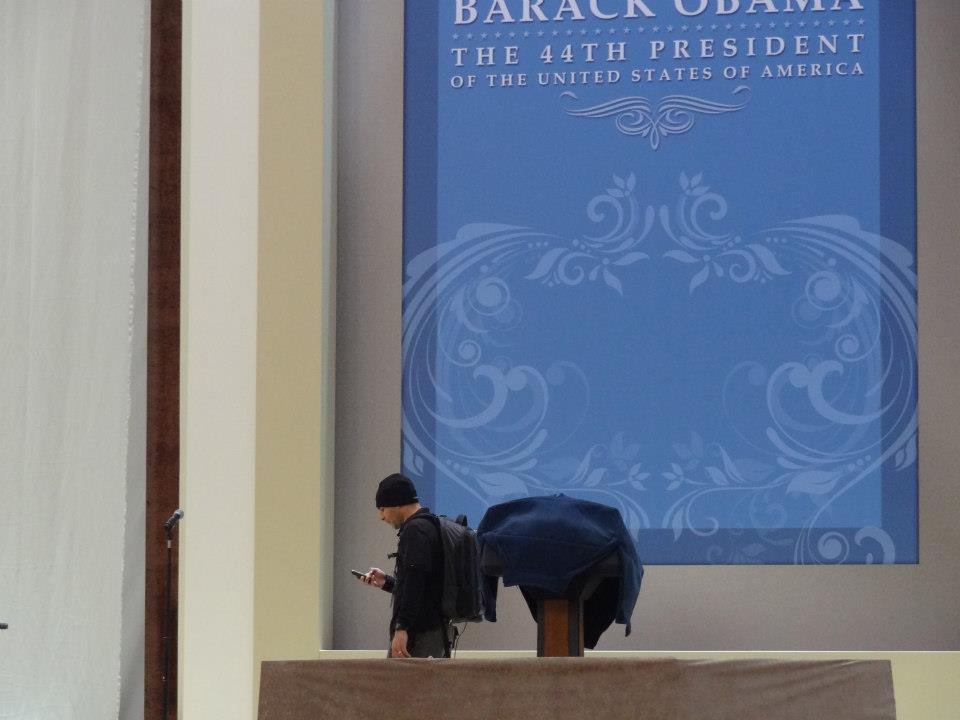 BARACK OBAMA
THE 44TH PRESIDENT
OF THE UNITED STATES OF AMERICA